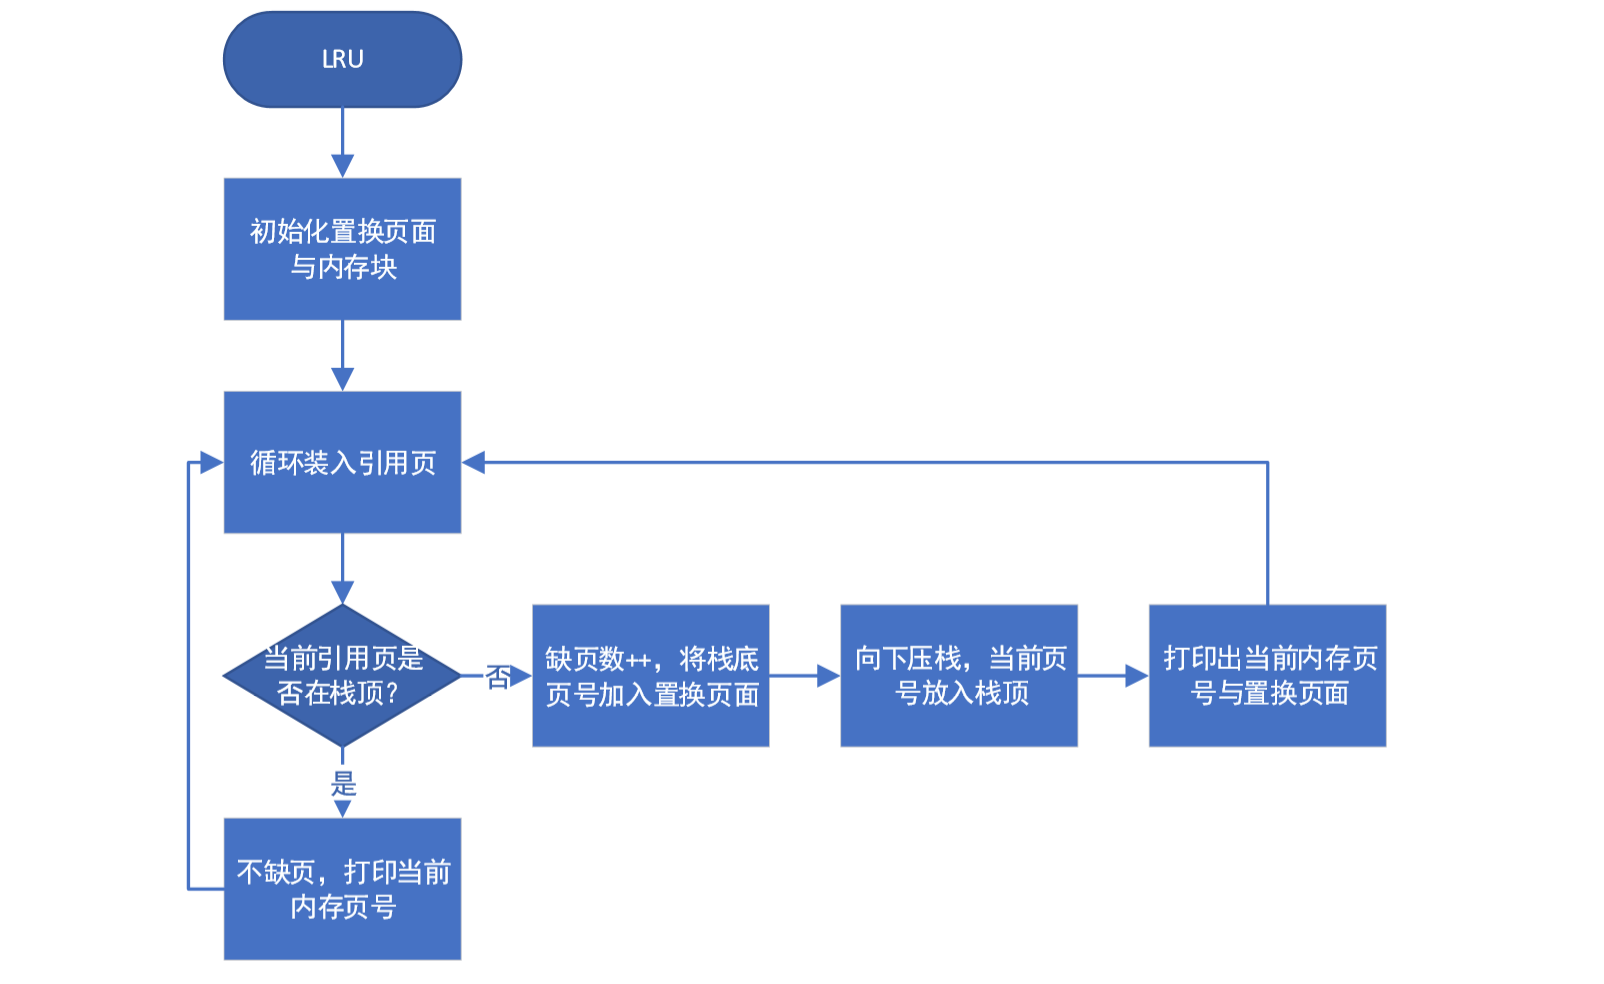 LRU
初始化置换页面
与内存块
循环装入引用页
当前引用页是
否在栈顶？
否
缺页数++，将栈底
页号加入置换页面
向下压栈，当前页
号放入栈顶
打印出当前内存页
号与置换页面
是
不缺页，打印当前
内存页号